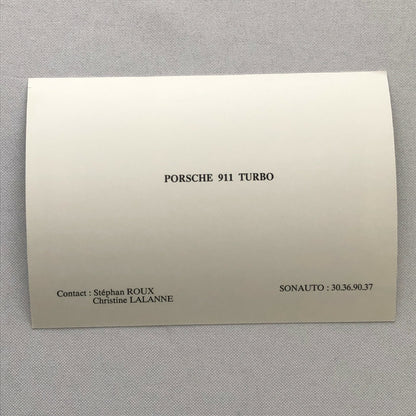 PORSCHE 911 TURBO
Contact : Stéphan ROUX
Christine LALANNE
SONAUTO : 30.36.90.37